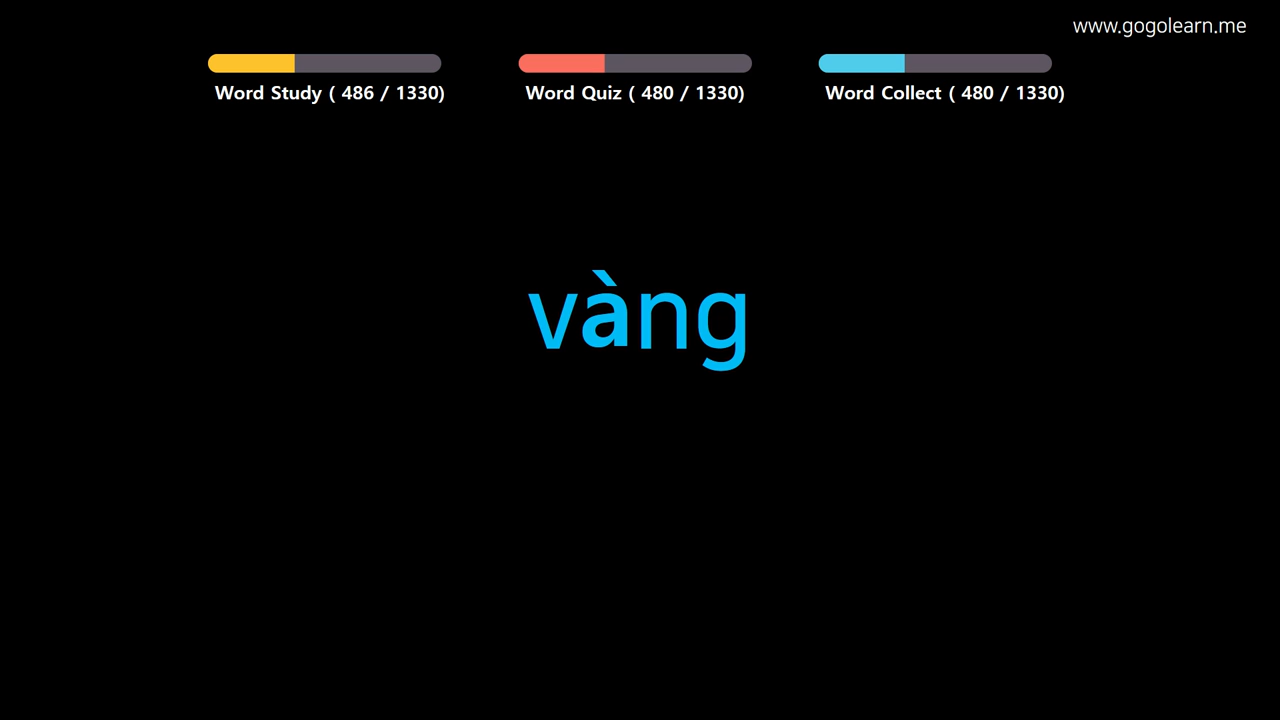 www.gogolearn.me
Word Study ( 486 / 1330)
Word Quiz ( 480 / 1330)
Word Collect ( 480 / 1330)
vàng